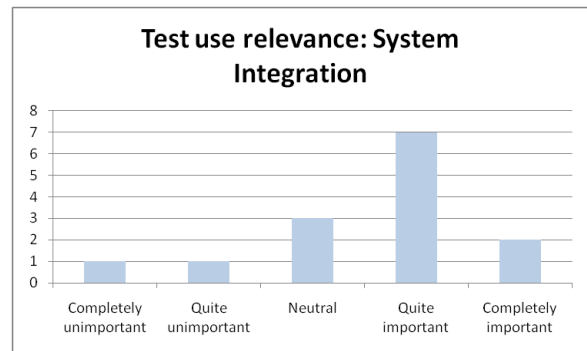 Test use relevance: System
Integration
8
7
6
5
4
3
2
1
0
Completely
unimportant
Quite
unimportant
Neutral
Quite
important
Completely
important